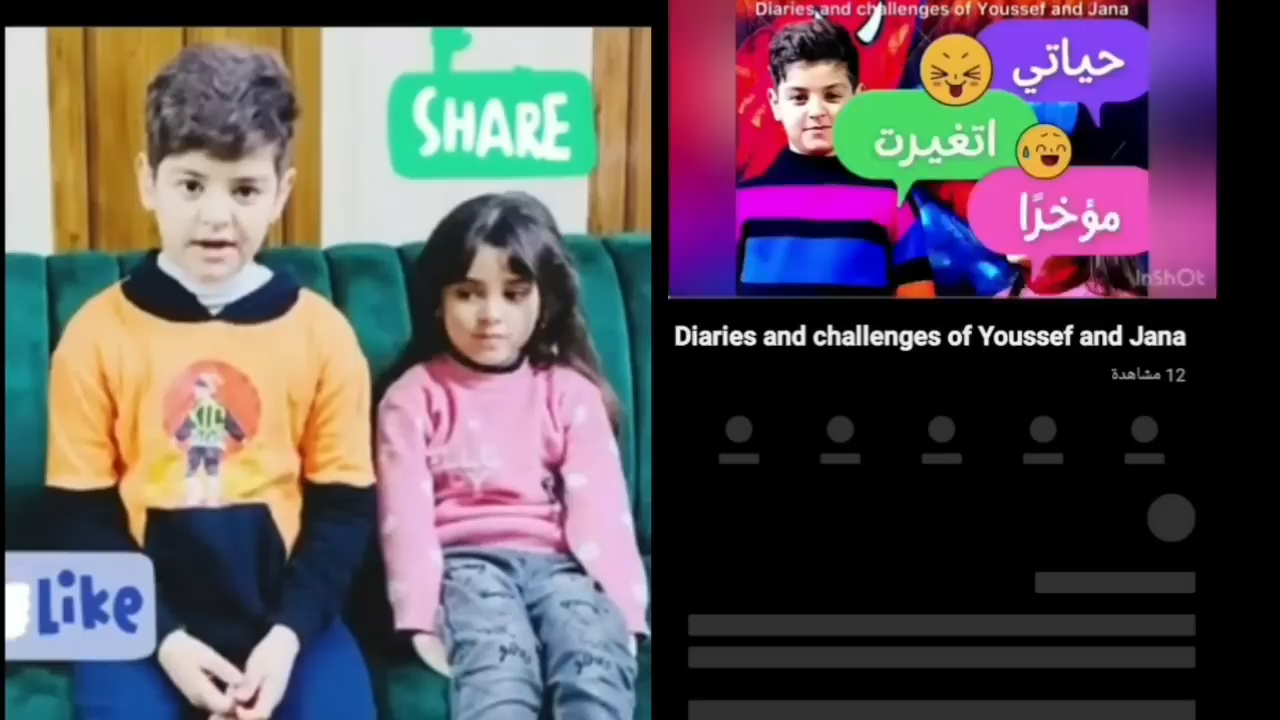 SHARE
Like
Diaries and challenges of Youssef and Jana
حياتي
اتغيرت
مؤخرًا
InShOt
Diaries and challenges of Youssef and Jana
12 مشاهدة